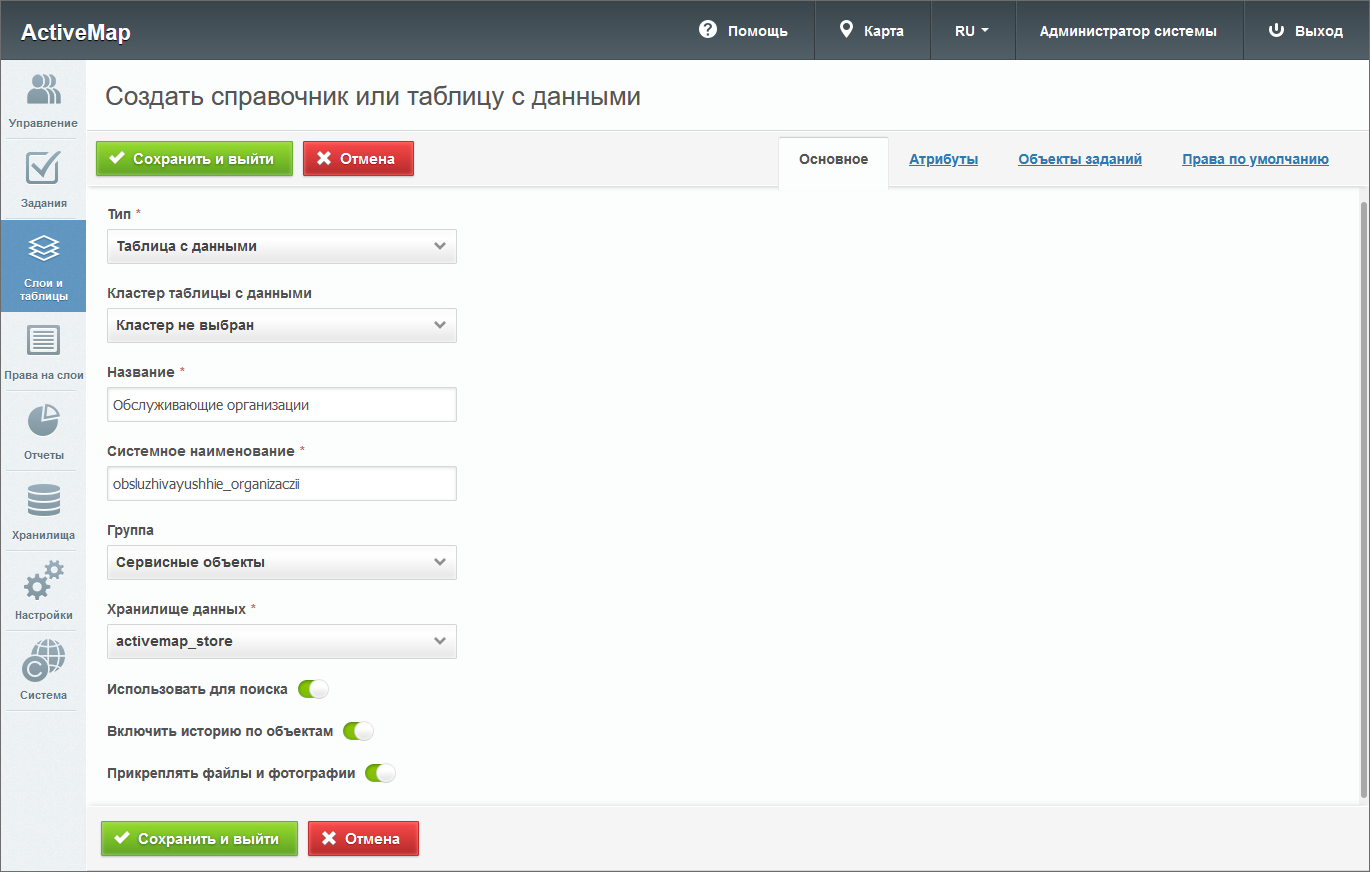 ActiveMap
Помощь
Карта
RU
Администратор системы
Выход
Управление
Задания
Слои и
таблицы
Права на слои
Отчеты
Хранилища
Настройки
Система
Создать справочник или таблицу с данными
Сохранить и выйти
Отмена
Основное
Атрибуты
Объекты заданий
Права по умолчанию
Тип *
Таблица с данными
Кластер таблицы с данными
Кластер не выбран
Название *
Обслуживающие организации
Системное наименование *
obsluzhivayushhie_organizaczii
Группа
Сервисные объекты
Хранилище данных *
activemap_store
Использовать для поиска
Включить историю по объектам
Прикреплять файлы и фотографии
Сохранить и выйти
Отмена